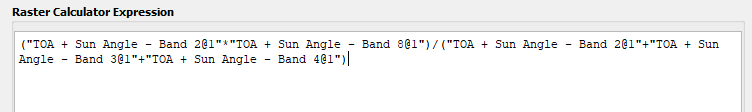 Raster Calculator Expression
("TOA + Sun Angle - Band 2@1"*"TOA + Sun Angle - Band 8@1")/("TOA + Sun Angle - Band 2@1"+"TOA + Sun
Angle - Band 3@1"+"TOA + Sun Angle - Band 4@1")